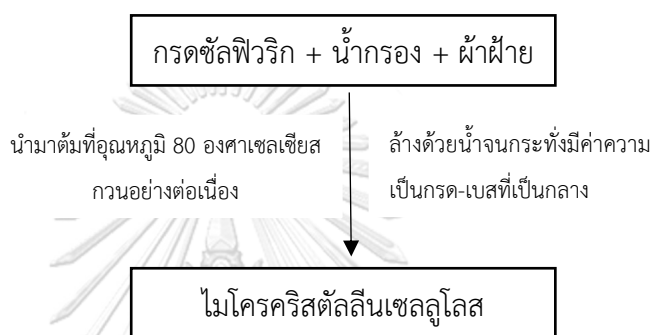 กรดซัลฟิวริก + น้ำกรอง + ผ้าฝ้าย
นำมาต้มที่อุณหภูมิ 80 องศาเซลเซียส
กวนอย่างต่อเนื่อง
ล้างด้วยน้ำจนกระทั่งมีค่าความ
เป็นกรด-เบสที่เป็นกลาง
ไมโครคริสตัลลีนเซลลูโลส